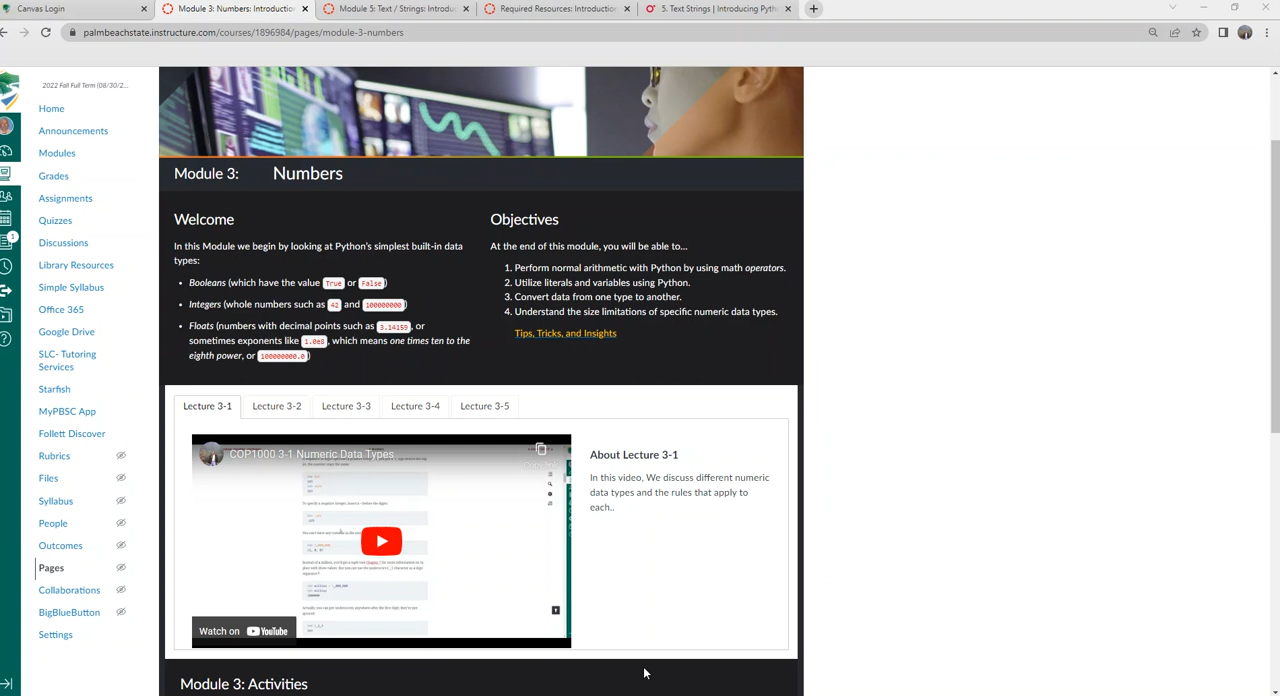 Canvas Login
Module 3: Numbers: Introduction
Module 5: Text / Strings: Introduc
Required Resources: Introduction
5. Text Strings | Introducing Pyth
palmbeachstate.instructure.com/courses/1896984/pages/module-3-numbers
2022 Fall Full Term (08/30/2...
Home
Announcements
Modules
Grades
Assignments
Quizzes
Discussions
Library Resources
Simple Syllabus
Office 365
Google Drive
SLC- Tutoring
Services
Starfish
MyPBSC App
Follett Discover
Rubrics
Files
Syllabus
People
Outcomes
Pages
Collaborations
BigBlueButton
Settings
1
Module 3: Numbers
Welcome
In this Module we begin by looking at Python's simplest built-in data
types:
• Booleans (which have the value True or False)
• Integers (whole numbers such as 42 and 100000000)
• Floats (numbers with decimal points such as 3.14159, or
sometimes exponents like 1.0e8, which means one times ten to the
eighth power, or 100000000.0)
Objectives
At the end of this module, you will be able to...
1. Perform normal arithmetic with Python by using math operators.
2. Utilize literals and variables using Python.
3. Convert data from one type to another.
4. Understand the size limitations of specific numeric data types.
Tips, Tricks, and Insights
Lecture 3-1 Lecture 3-2 Lecture 3-3 Lecture 3-4 Lecture 3-5
COP1000 3-1 Numeric Data Types
Watch on YouTube
About Lecture 3-1
In this video, We discuss different numeric
data types and the rules that apply to
each..
Module 3: Activities